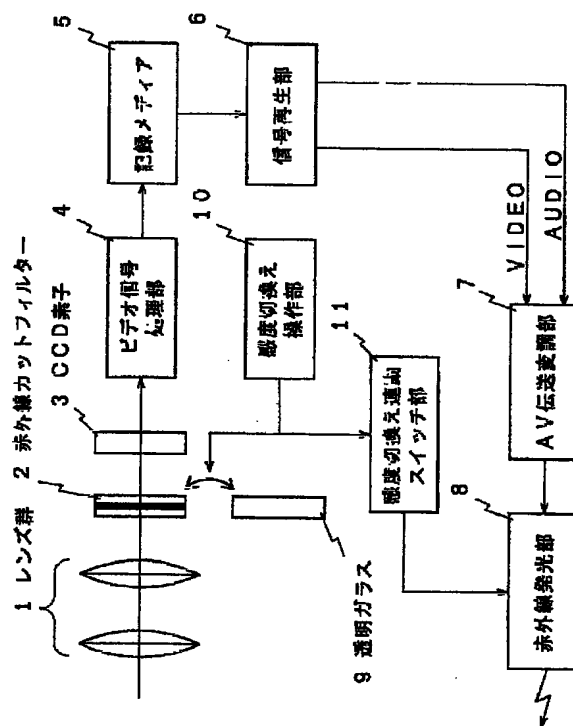 1 レンズ群
2 赤外線カットフィルター
3 CCD素子
4
ビデオ信号
処理部
5
記録メディア
6
信号再生部
10
感度切換え
操作部
11
感度切換え連動
スイッチ部
9 透明ガラス
VIDEO
AUDIO
7
AV伝送変調部
8
赤外線発光部